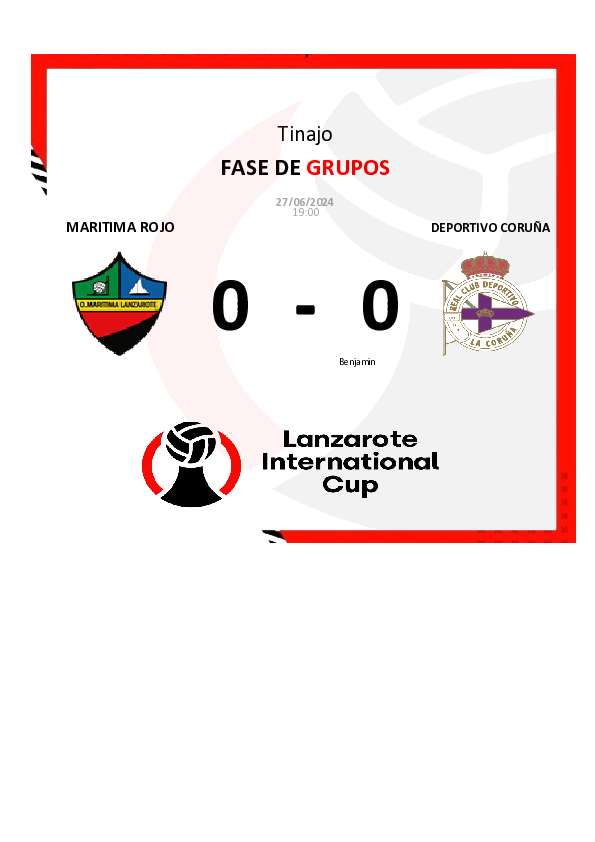 Tinajo
FASE DE GRUPOS
27/06/2024
19:00
MARITIMA ROJO
DEPORTIVO CORUÑA
O.MARITIMA LANZAROTE
0 - 0
REAL CLUB DEPORTIVO
LA CORUÑA
Benjamin
Lanzarote
International
Cup